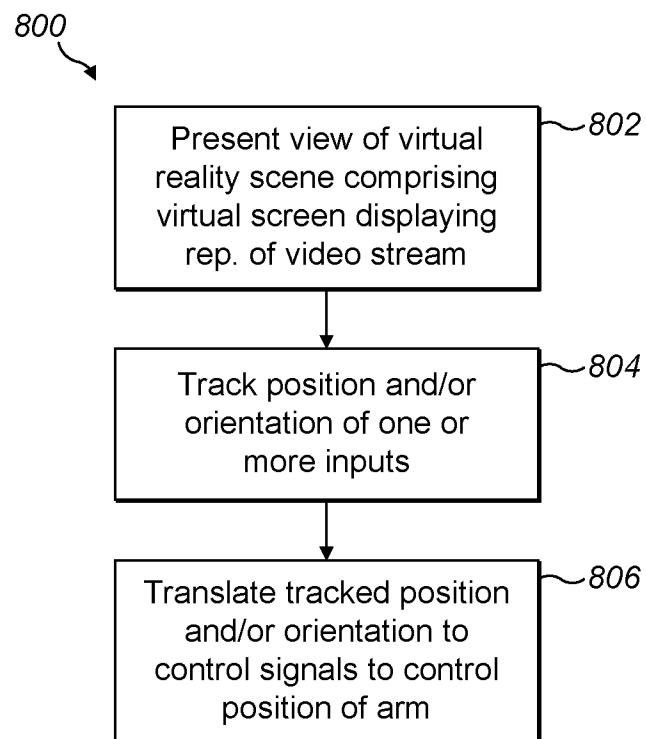 800
802
Present view of virtual
reality scene comprising
virtual screen displaying
rep. of video stream
804
Track position and/or
orientation of one or
more inputs
806
Translate tracked position
and/or orientation to
control signals to control
position of arm